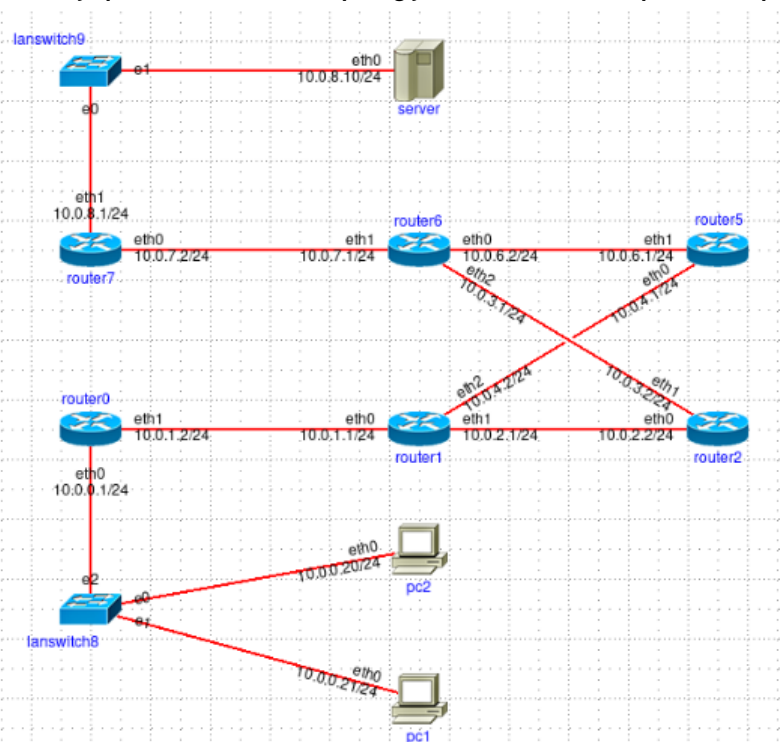 lanswitch9
e1
eth0
10.0.8.10/24
server
e0
eth1
10.0.8.1/24
router7
eth0
10.0.7.2/24
eth1
10.0.7.1/24
router6
eth0
10.0.6.2/24
eth1
10.0.6.1/24
router5
eth2
10.0.3.1/24
eth0
10.0.4.1/24
eth2
10.0.4.2/24
eth1
10.0.3.2/24
router0
eth1
10.0.1.2/24
eth0
10.0.1.1/24
router1
eth1
10.0.2.1/24
eth0
10.0.2.2/24
router2
eth0
10.0.0.1/24
e2
e0
e1
lanswitch8
eth0
10.0.0.20/24
pc2
eth0
10.0.0.21/24
pc1